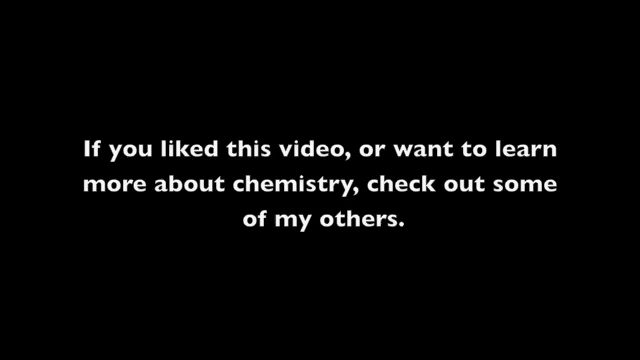 If you liked this video, or want to learn
more about chemistry, check out some
of my others.